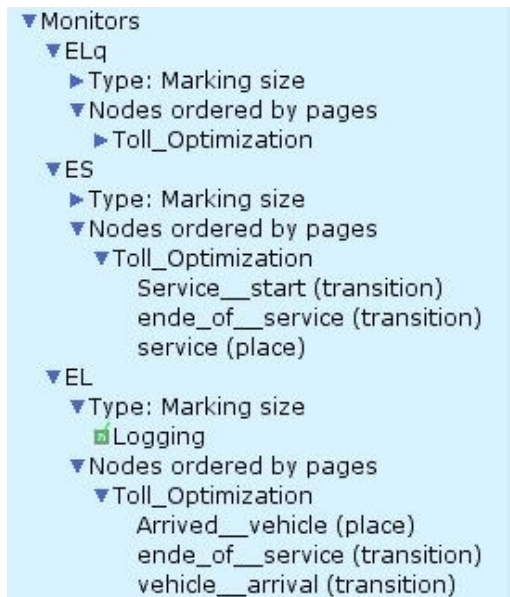 Monitors
ELq
Type: Marking size
Nodes ordered by pages
Toll_Optimization
ES
Type: Marking size
Nodes ordered by pages
Toll_Optimization
Service__start (transition)
ende_of__service (transition)
service (place)
EL
Type: Marking size
Logging
Nodes ordered by pages
Toll_Optimization
Arrived__vehicle (place)
ende_of__service (transition)
vehicle__arrival (transition)